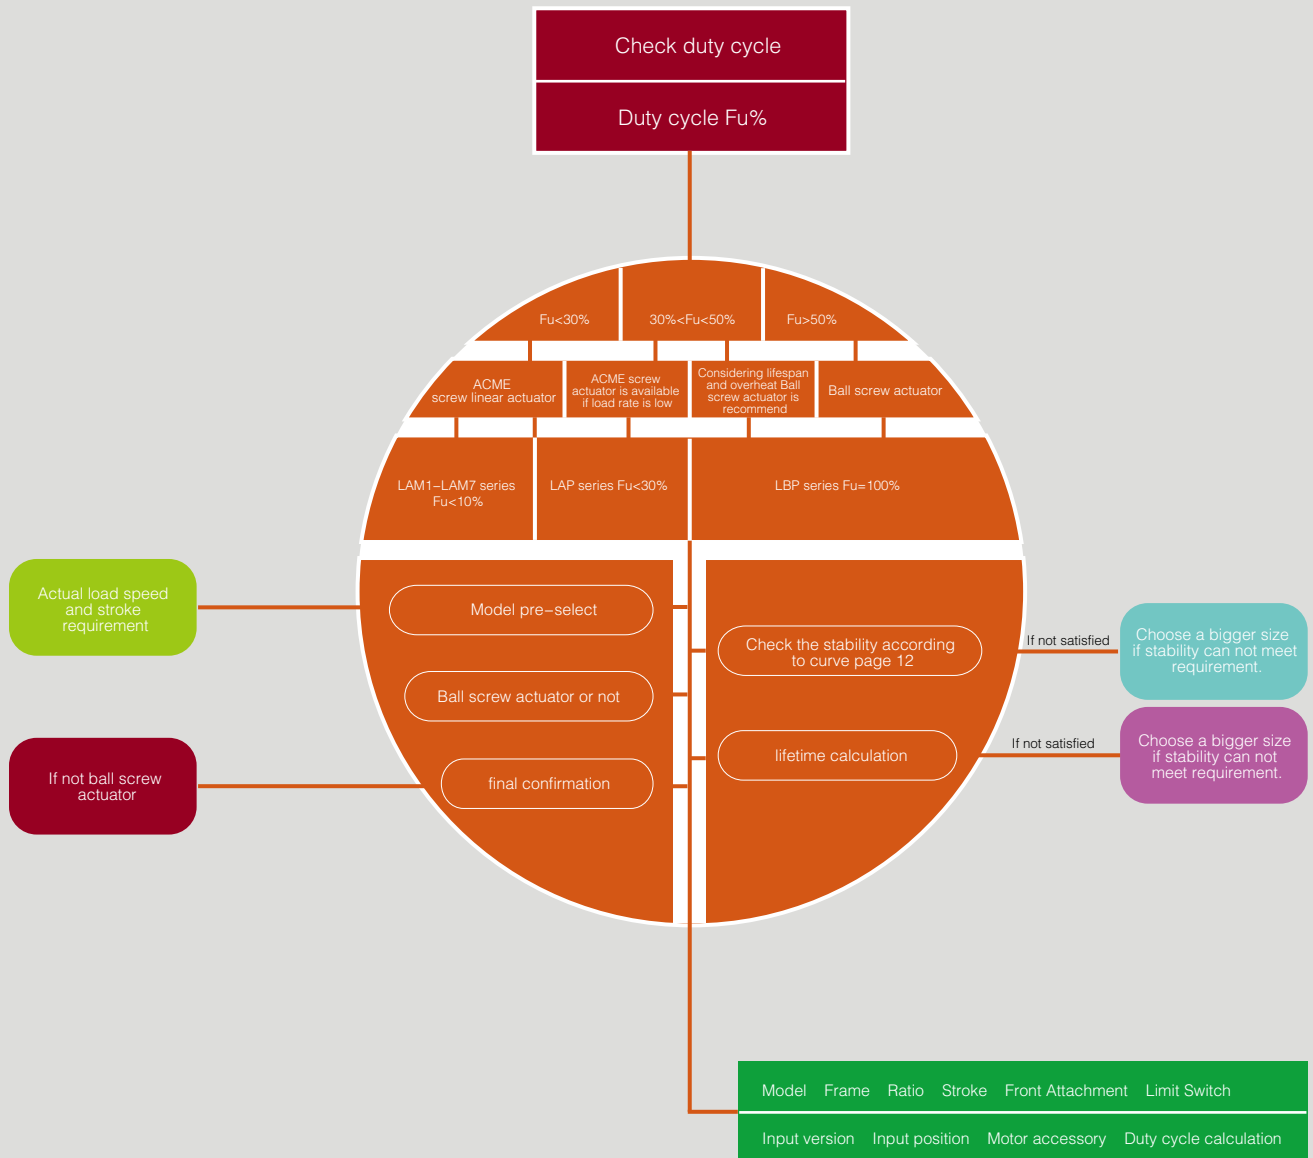 Check duty cycle
Duty cycle Fu%
Fu<30%
30%<Fu<50%
Fu>50%
ACME
screw linear actuator
ACME screw
actuator is available
if load rate is low
Considering lifespan
and overheat Ball
screw actuator is
recommend
Ball screw actuator
LAM1-LAM7 series
Fu<10%
LAP series Fu<30%
LBP series Fu=100%
Actual load speed
and stroke
requirement
Model pre-select
Check the stability according
to curve page 12
If not satisfied
Choose a bigger size
if stability can not meet
requirement.
Ball screw actuator or not
If not ball screw
actuator
final confirmation
lifetime calculation
If not satisfied
Choose a bigger size
if stability can not
meet requirement.
Model Frame Ratio Stroke Front Attachment Limit Switch
Input version Input position Motor accessory Duty cycle calculation